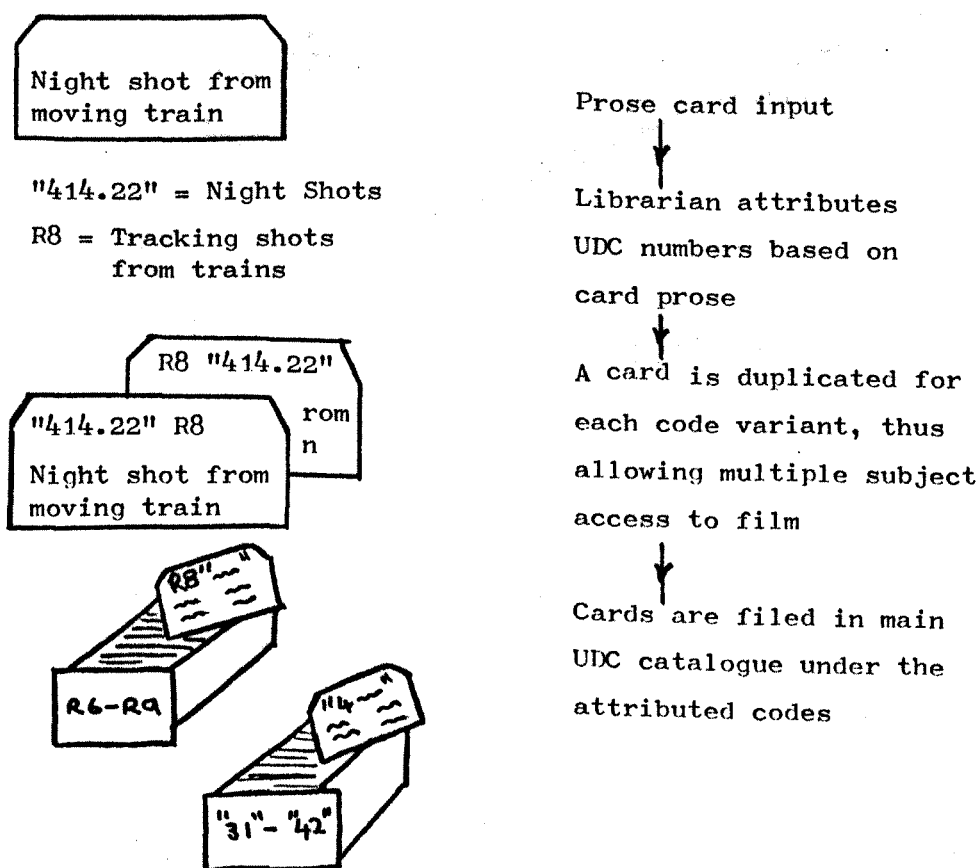 Night shot from
moving train
"414.22" = Night Shots
R8 = Tracking shots
from trains
R8 "414.22"
rom
n
"414.22" R8
Night shot from
moving train
R8"
R6-R9
"4
"31"- "42"
Prose card input
Librarian attributes
UDC numbers based on
card prose
A card is duplicated for
each code variant, thus
allowing multiple subject
access to film
Cards are filed in main
UDC catalogue under the
attributed codes